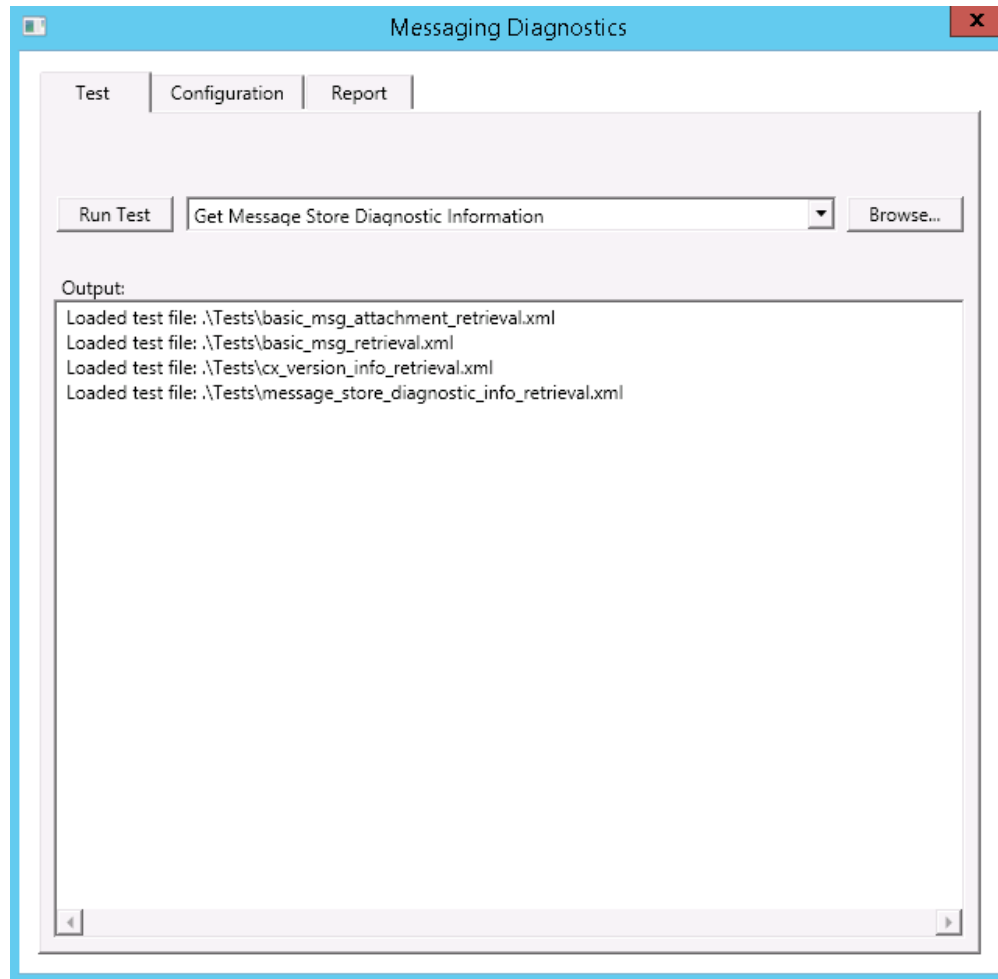 Messaging Diagnostics
x
Test Configuration Report
Run Test Get Message Store Diagnostic Information Browse...
Output:
Loaded test file: .\Tests\basic_msg_attachment_retrieval.xml
Loaded test file: .\Tests\basic_msg_retrieval.xml
Loaded test file: .\Tests\cx_version_info_retrieval.xml
Loaded test file: .\Tests\message_store_diagnostic_info_retrieval.xml